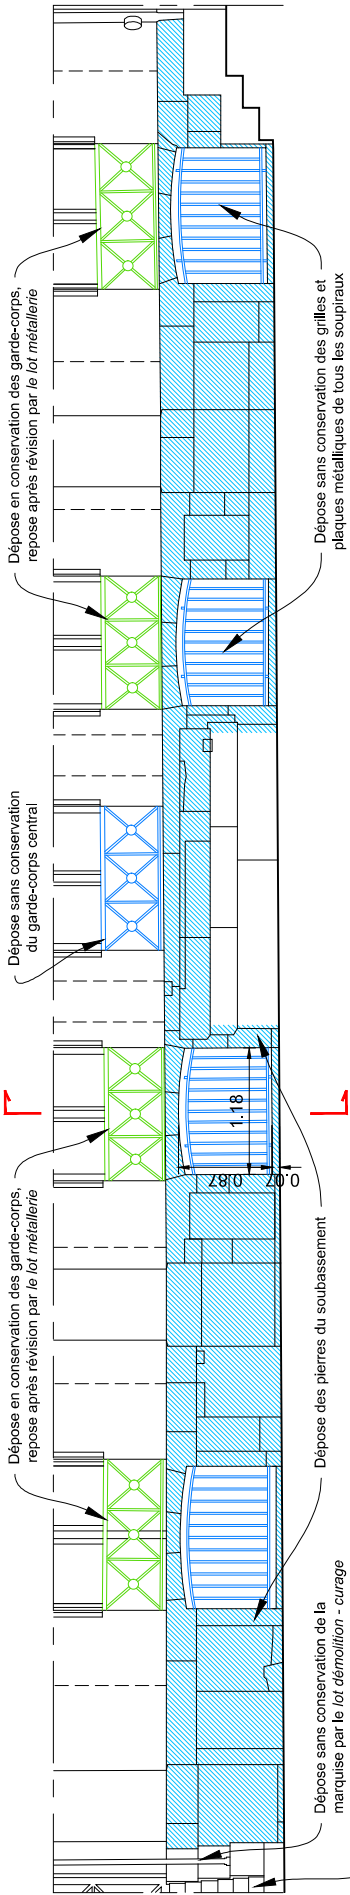 Dépose en conservation des garde-corps,
repose après révision par le lot métallerie
Dépose sans conservation
du garde-corps central
Dépose en conservation des garde-corps,
repose après révision par le lot métallerie
1.18
0.87
0.07
Dépose sans conservation de la
marquise par le lot démolition - curage
Dépose des pierres du soubassement
Dépose sans conservation des grilles et
plaques métalliques de tous les soupiraux